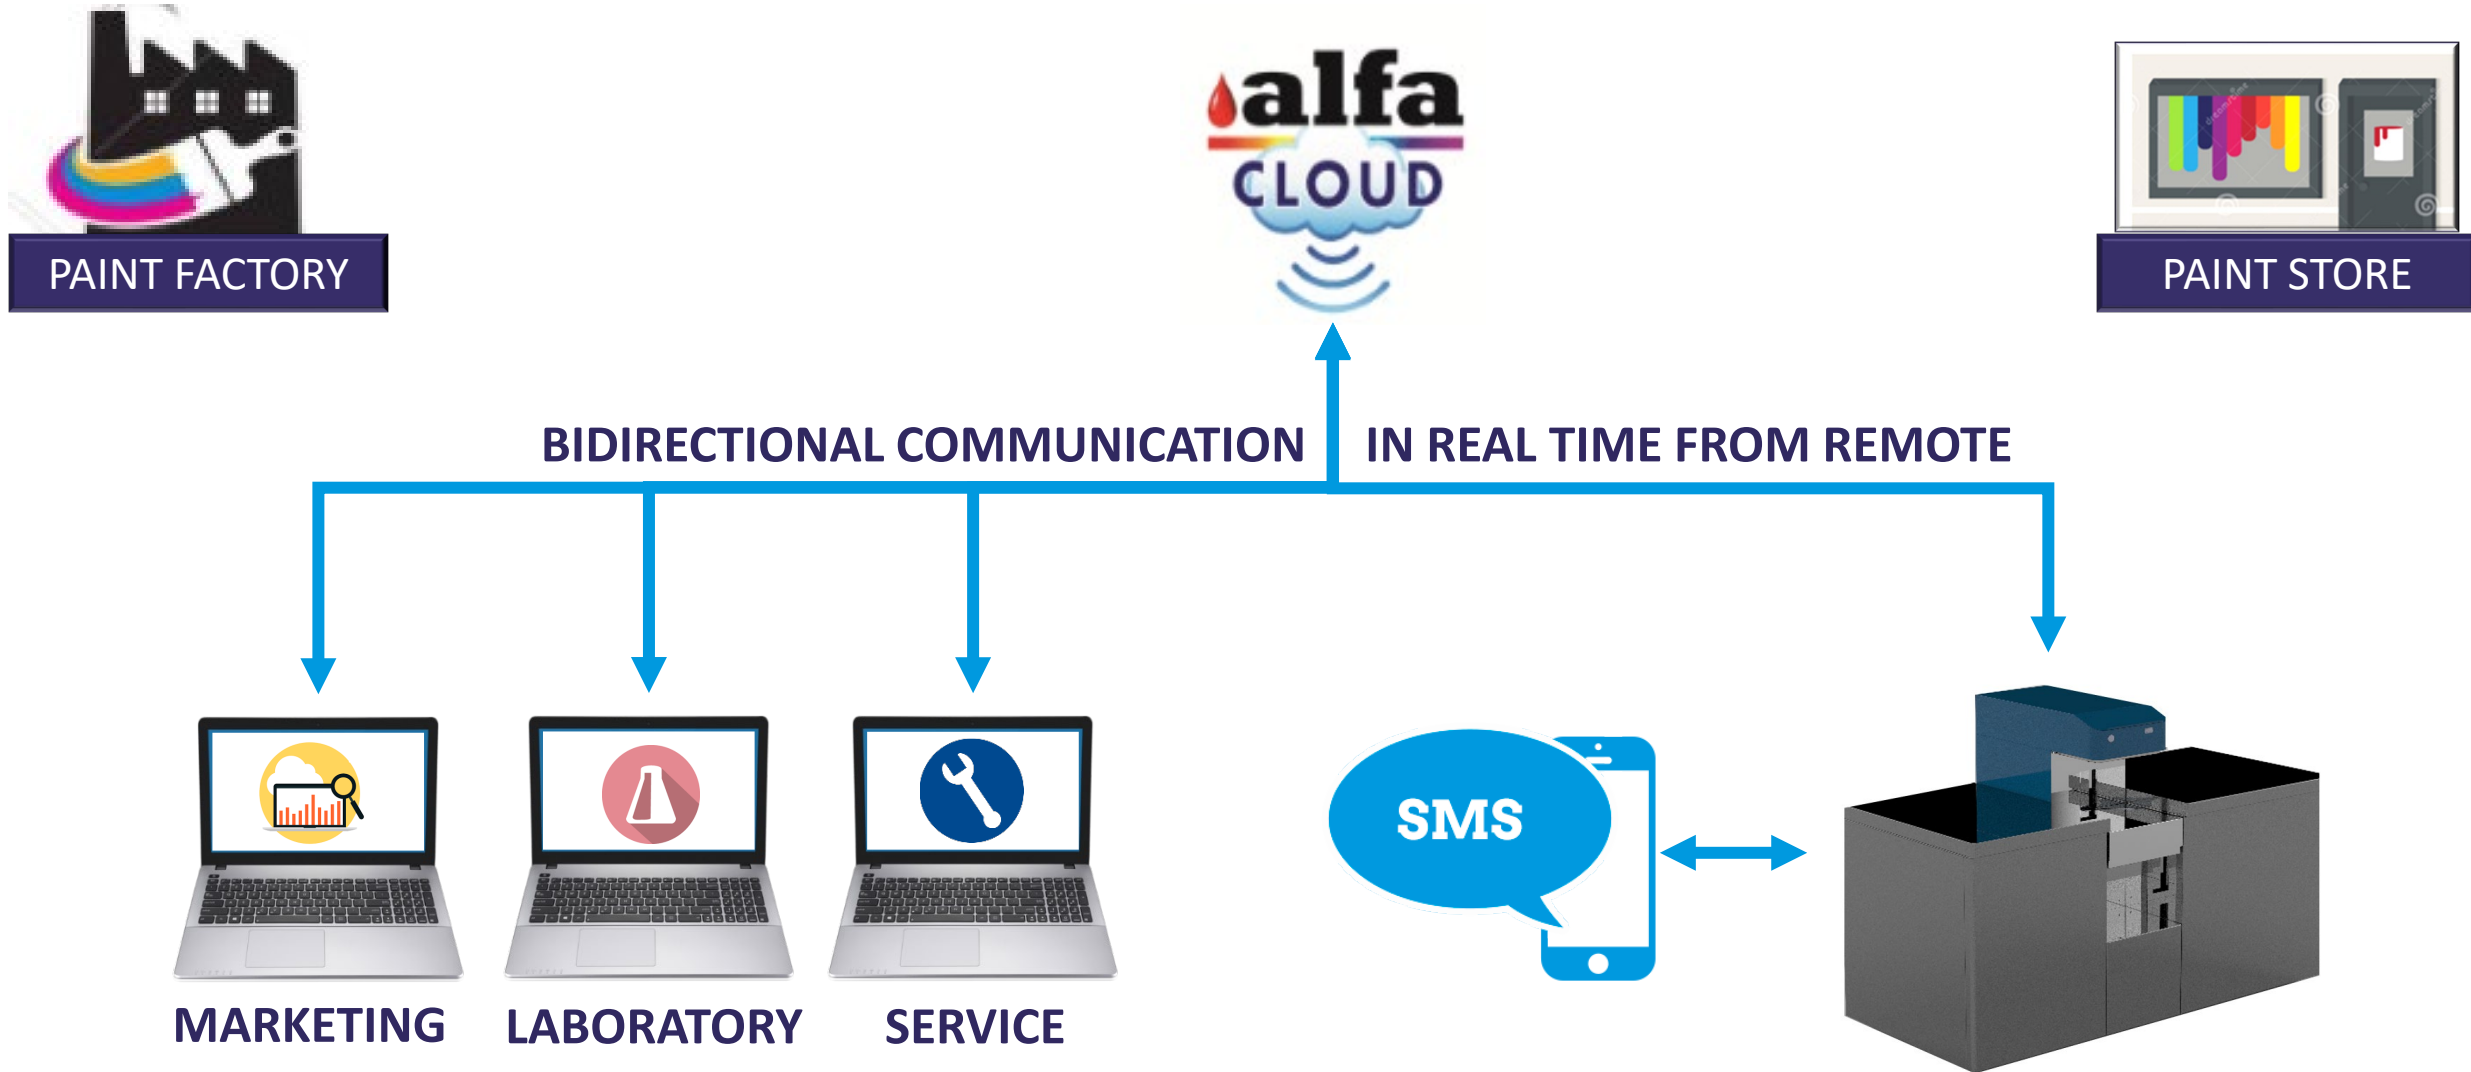 alfa
CLOUD
PAINT FACTORY
PAINT STORE
BIDIRECTIONAL COMMUNICATION IN REAL TIME FROM REMOTE
SMS
MARKETING LABORATORY SERVICE